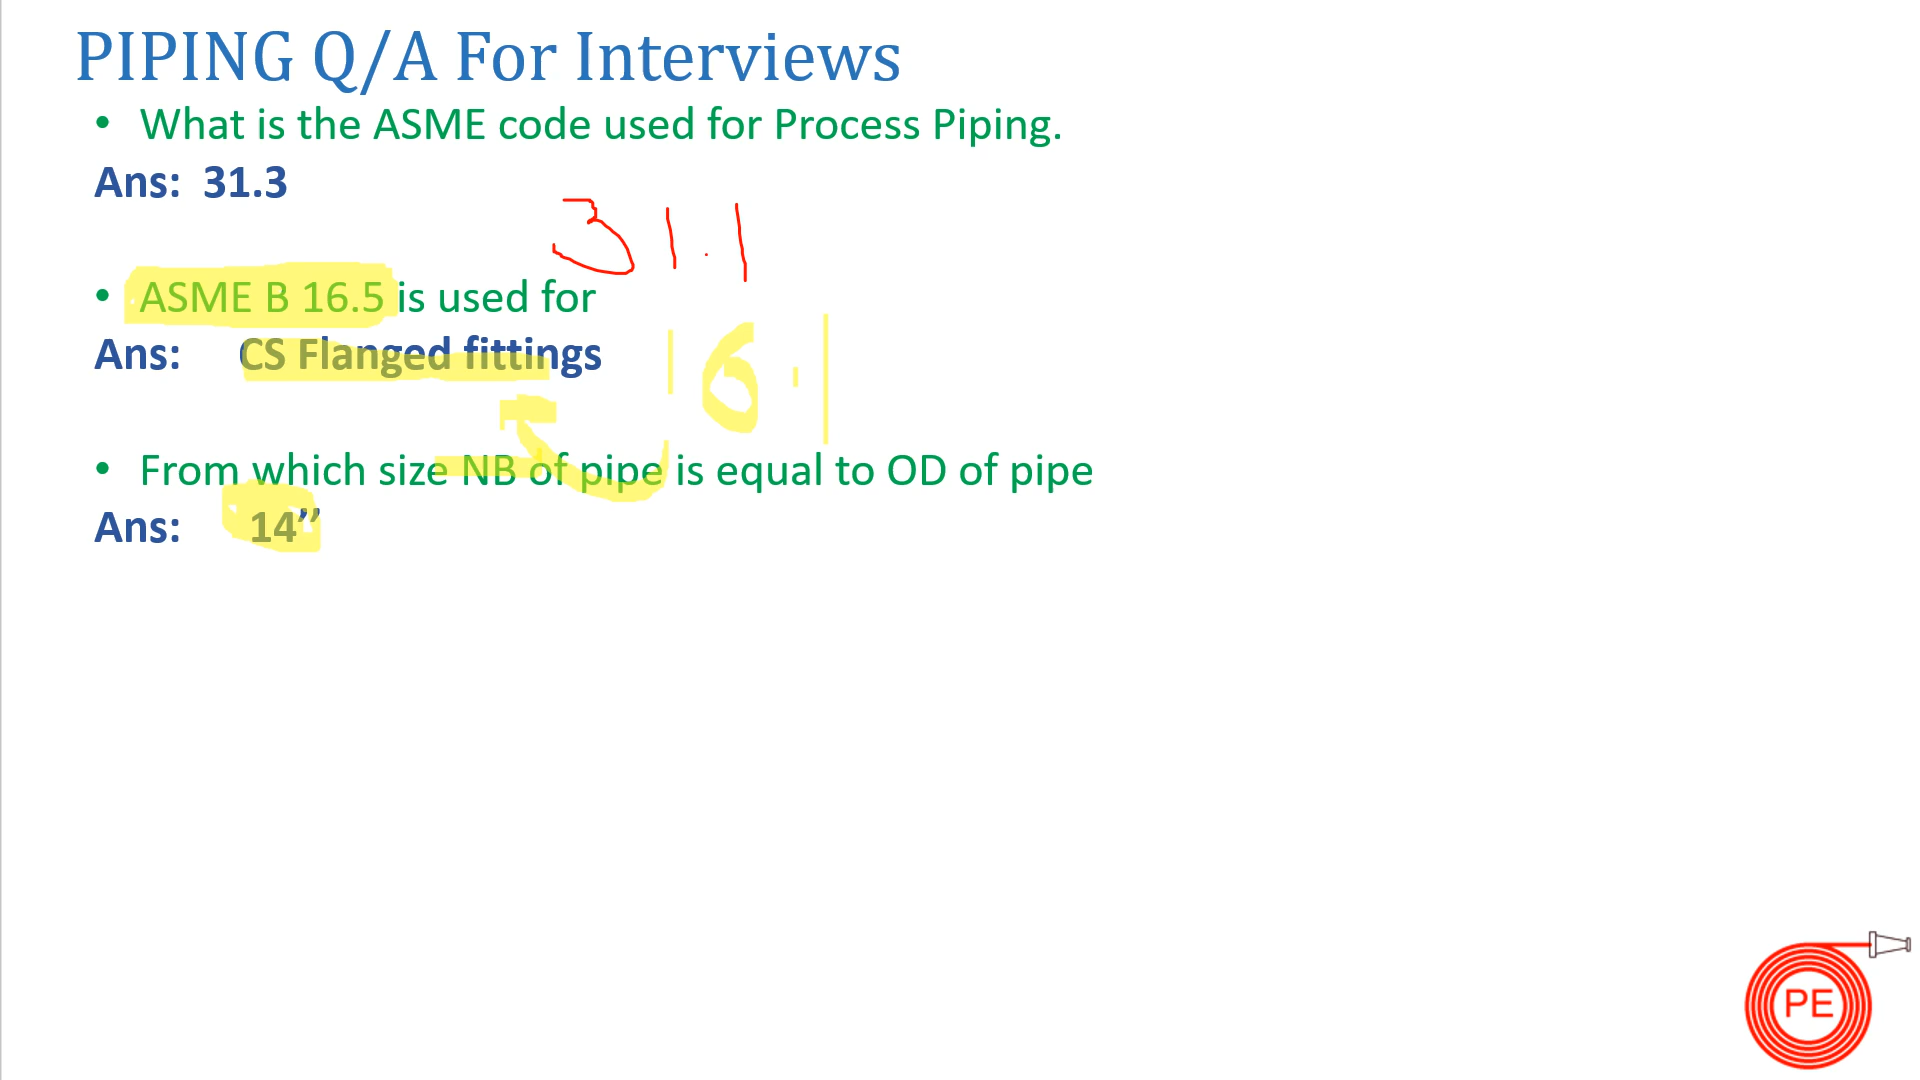 PIPING Q/A For Interviews
• What is the ASME code used for Process Piping.
Ans: 31.3
31.1
• ASME B 16.5 is used for
Ans: CS Flanged fittings
16.1
• From which size NB of pipe is equal to OD of pipe
Ans: 14’’
PE